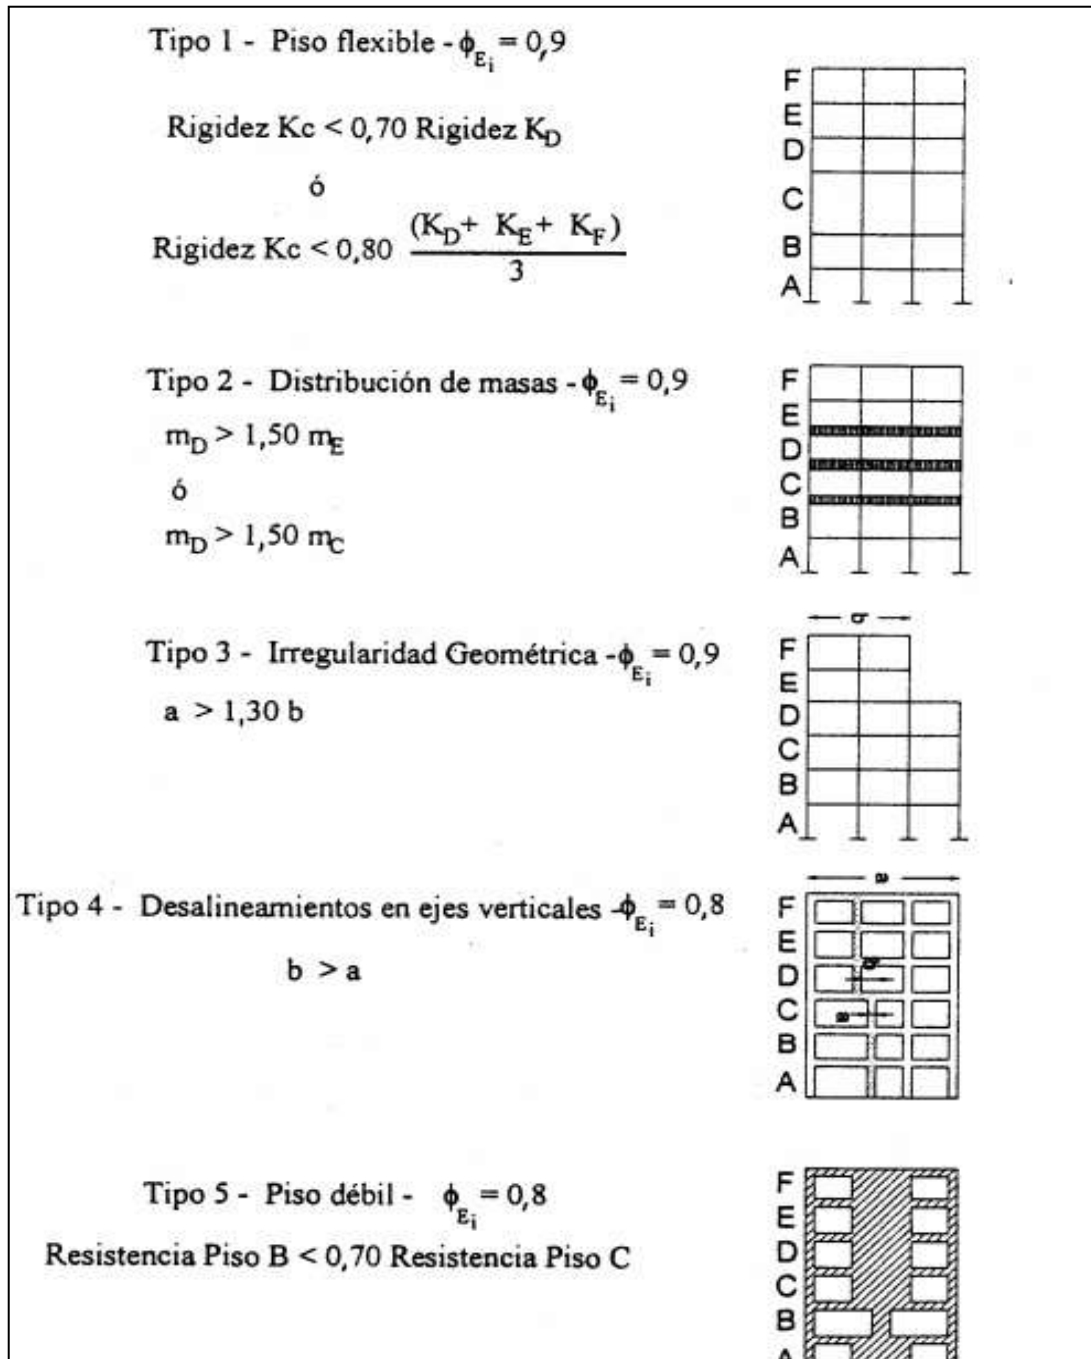 Tipo 1 - Piso flexible - ϕEi = 0,9
Rigidez Kc < 0,70 Rigidez KD
ó
Rigidez Kc < 0,80 (KD + KE + KF) / 3
F
E
D
C
B
A
Tipo 2 - Distribución de masas - ϕEi = 0,9
mD > 1,50 mE
ó
mD > 1,50 mC
F
E
D
C
B
A
Tipo 3 - Irregularidad Geométrica - ϕEi = 0,9
a > 1,30 b
b
F
E
D
C
B
A
Tipo 4 - Desalineamientos en ejes verticales - ϕEi = 0,8
b > a
a
F
E
D
b
C
a
B
A
Tipo 5 - Piso débil - ϕEi = 0,8
Resistencia Piso B < 0,70 Resistencia Piso C
F
E
D
C
B
A